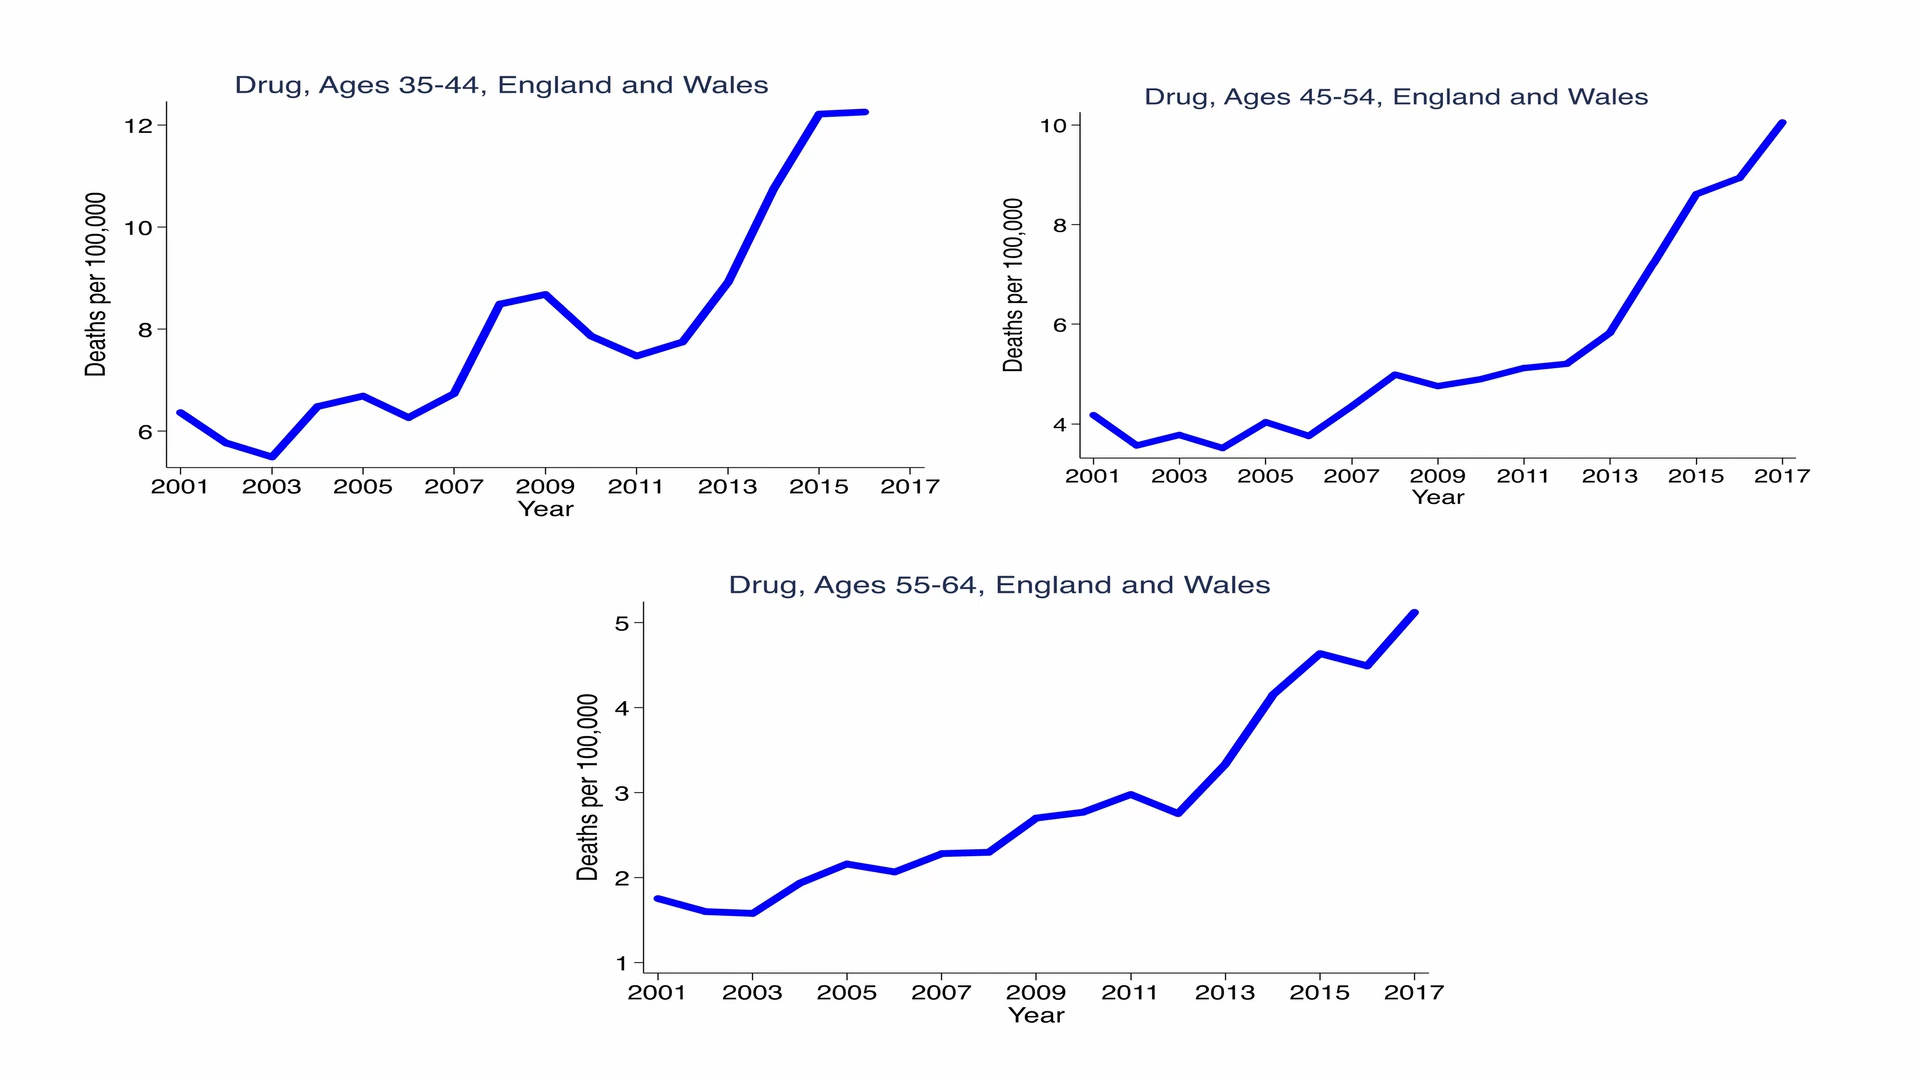 Drug, Ages 35-44, England and Wales
Deaths per 100,000
12
10
8
6
2001 2003 2005 2007 2009 2011 2013 2015 2017
Year
Drug, Ages 45-54, England and Wales
Deaths per 100,000
10
8
6
4
2001 2003 2005 2007 2009 2011 2013 2015 2017
Year
Drug, Ages 55-64, England and Wales
Deaths per 100,000
5
4
3
2
1
2001 2003 2005 2007 2009 2011 2013 2015 2017
Year